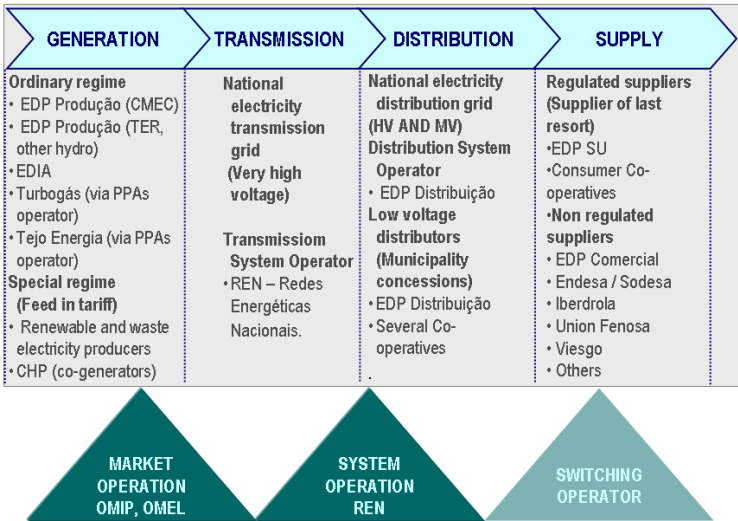 GENERATION
TRANSMISSION
DISTRIBUTION
SUPPLY
Ordinary regime
• EDP Produção (CMEC)
• EDP Produção (TER,
other hydro)
•EDIA
• Turbogás (via PPAs
operator)
•Tejo Energia (via PPAs
operator)
Special regime
(Feed in tariff)
• Renewable and waste
electricity producers
•CHP (co-generators)
National
electricity
transmission
grid
(Very high
voltage)
Transmissiom
System Operator
•REN – Redes
Energéticas
Nacionais.
National electricity
distribution grid
(HV AND MV)
Distribution System
Operator
• EDP Distribuição
Low voltage
distributors
(Municipality
concessions)
•EDP Distribuição
•Several Co-
operatives
.
Regulated suppliers
(Supplier of last
resort)
•EDP SU
•Consumer Co-
operatives
•Non regulated
suppliers
• EDP Comercial
• Endesa / Sodesa
• Iberdrola
• Union Fenosa
• Viesgo
• Others
MARKET
OPERATION
OMIP, OMEL
SYSTEM
OPERATION
REN
SWITCHING
OPERATOR